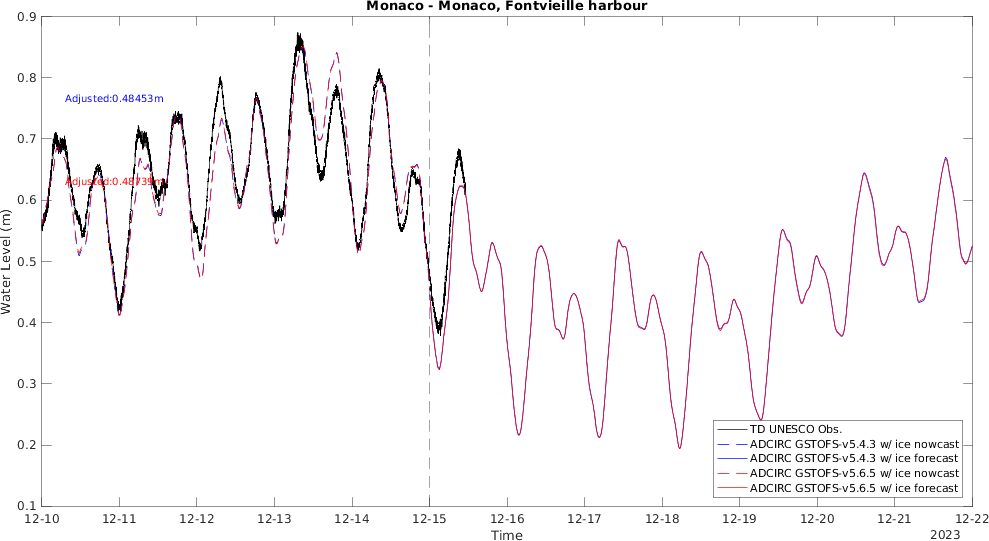 Monaco - Monaco, Fontvieille harbour
0.9
0.8
0.7
0.6
0.5
0.4
0.3
0.2
0.1
Water Level (m)
Adjusted:0.48453m
Adjusted:0.48739m
TD UNESCO Obs.
ADCIRC GSTOFS-v5.4.3 w/ ice nowcast
ADCIRC GSTOFS-v5.4.3 w/ ice forecast
ADCIRC GSTOFS-v5.6.5 w/ ice nowcast
ADCIRC GSTOFS-v5.6.5 w/ ice forecast
12-10 12-11 12-12 12-13 12-14 12-15 12-16 12-17 12-18 12-19 12-20 12-21 12-22
Time
2023